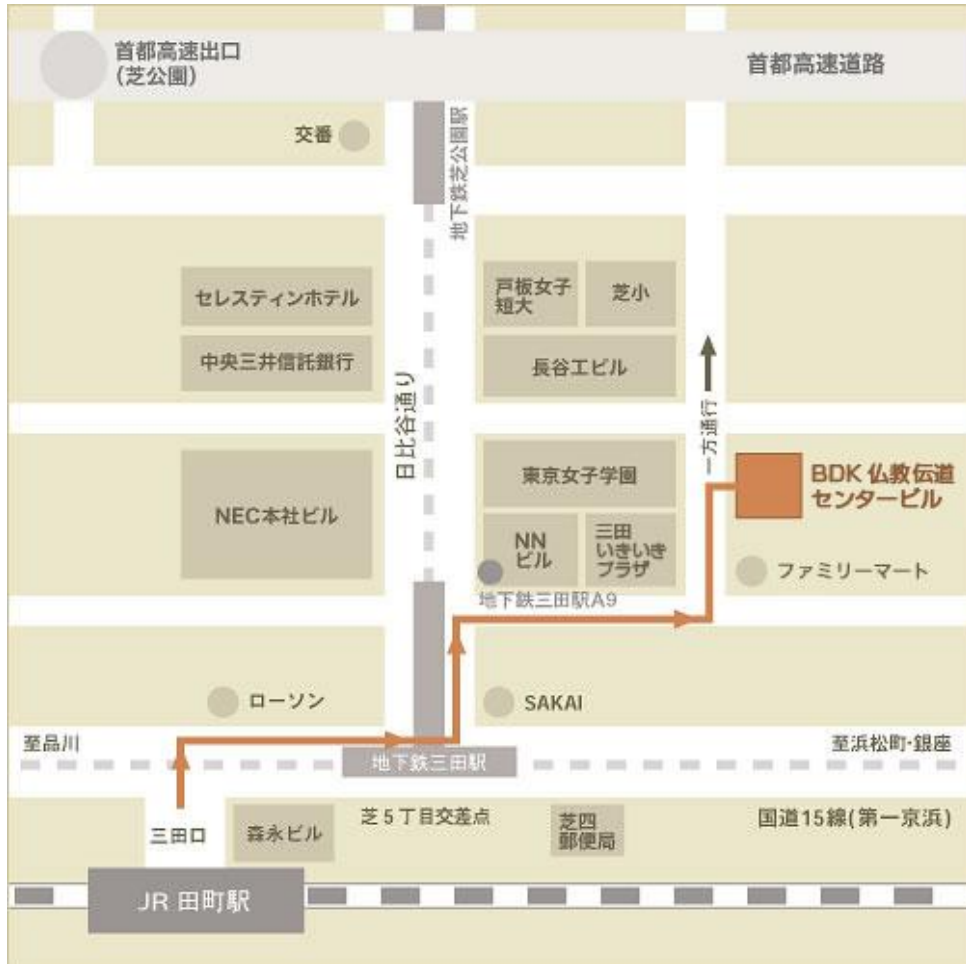 首都高速出口
(芝公園)
首都高速道路
交番
地下鉄芝公園駅
セレスティンホテル
戸板女子
短大
芝小
中央三井信託銀行
長谷工ビル
日比谷通り
一方通行
東京女子学園
BDK 仏教伝道
センタービル
NEC本社ビル
NN
ビル
三田
いきいき
プラザ
ファミリーマート
地下鉄三田駅A9
ローソン
SAKAI
至品川
至浜松町・銀座
地下鉄三田駅
三田口
森永ビル
芝5丁目交差点
芝四
郵便局
国道15線(第一京浜)
JR 田町駅